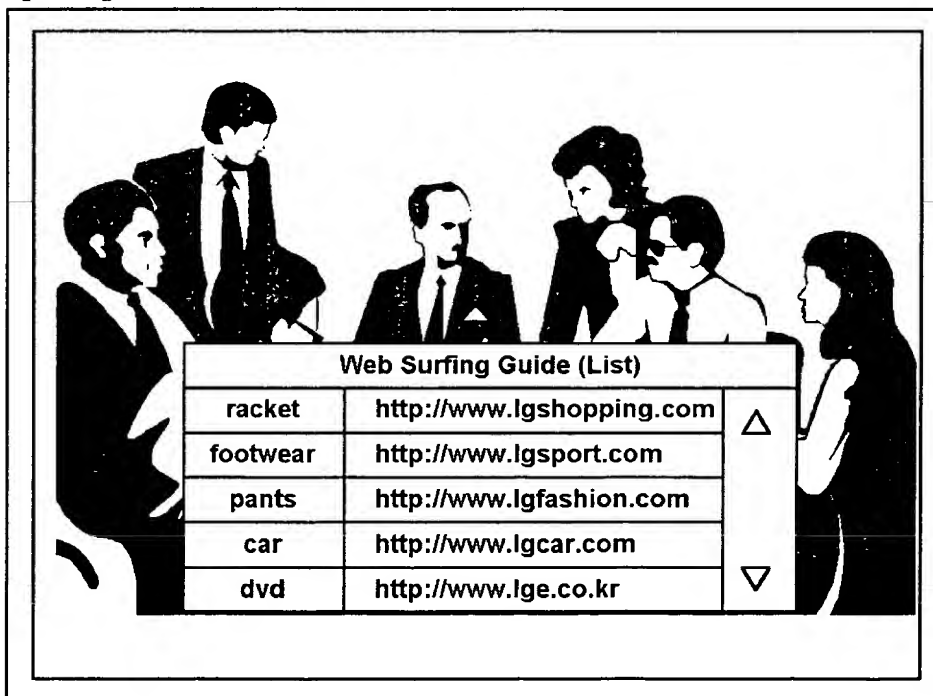 Web Surfing Guide (List)
racket http://www.lgshopping.com
footwear http://www.lgsport.com
pants http://www.lgfashion.com
car http://www.lgcar.com
dvd http://www.lge.co.kr